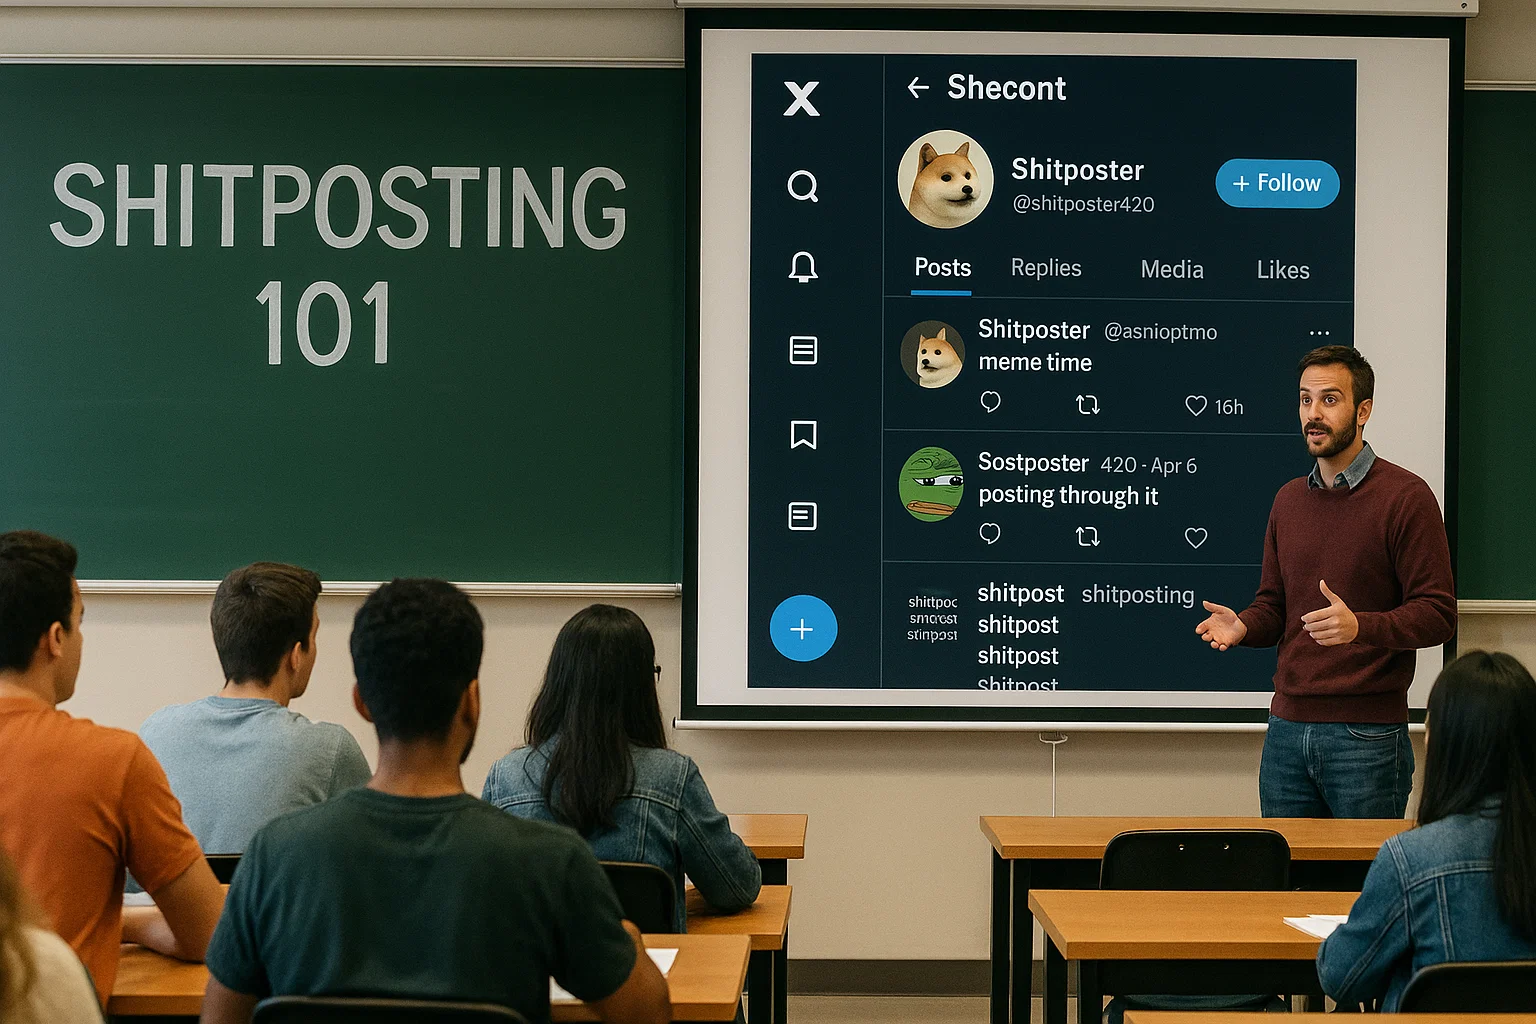 SHITPOSTING
101
X
Shecont
Shitposter
@shitposter420
+ Follow
Posts Replies Media Likes
Shitposter @asnioptmo
meme time
16h
Sostposter 420 - Apr 6
posting through it
shitpost shitposting
shitpost
shitpost
Shitpost